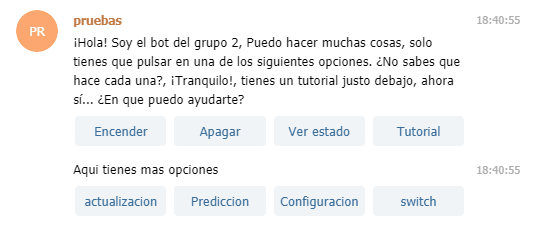 PR
pruebas
18:40:55
¡Hola! Soy el bot del grupo 2, Puedo hacer muchas cosas, solo
tienes que pulsar en una de los siguientes opciones. ¿No sabes que
hace cada una?, ¡Tranquilo!, tienes un tutorial justo debajo, ahora
sí... ¿En que puedo ayudarte?
Encender
Apagar
Ver estado
Tutorial
Aqui tienes mas opciones
18:40:55
actualizacion
Prediccion
Configuracion
switch